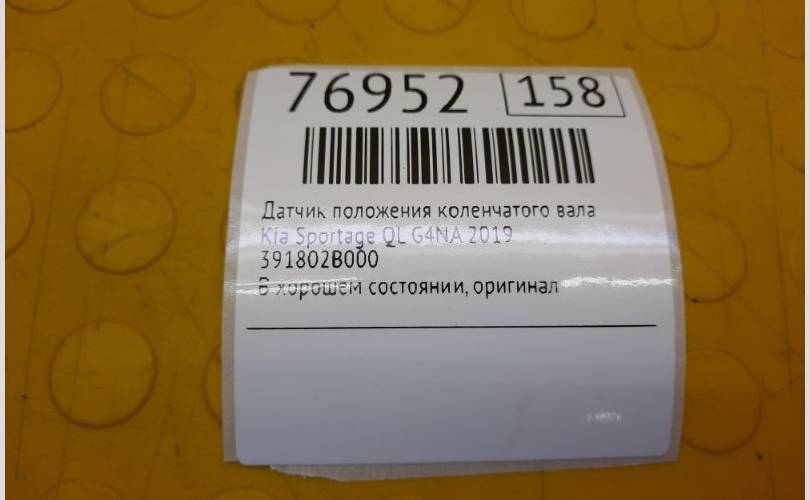 76952 158
Датчик положения коленчатого вала
Kia Sportage QL G4NA 2019
391802B000
В хорошем состоянии, оригинал